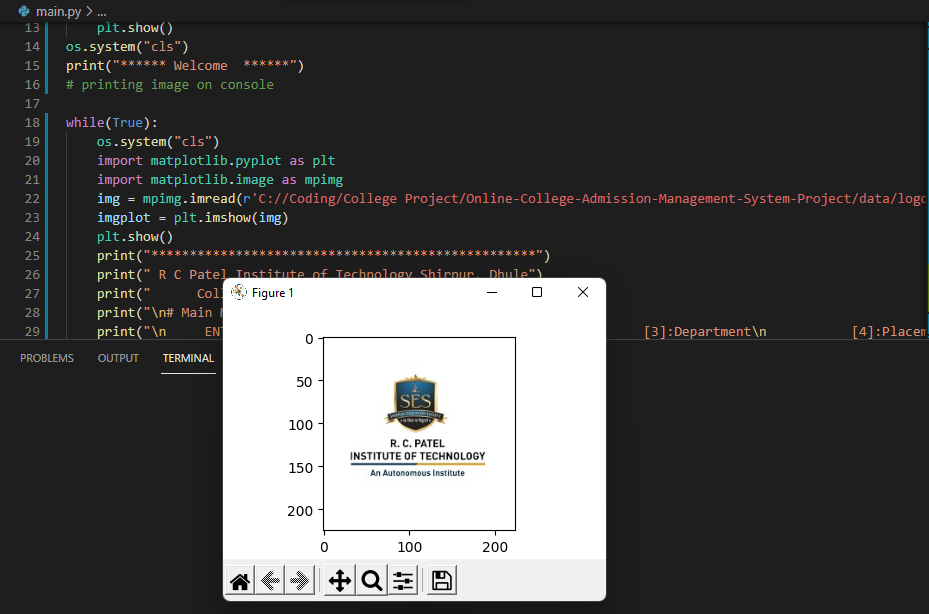 main.py > ...
13 plt.show()
14 os.system("cls")
15 print("****** Welcome  ******")
16 # printing image on console
17
18 while(True):
19 os.system("cls")
20 import matplotlib.pyplot as plt
21 import matplotlib.image as mpimg
22 img = mpimg.imread(r'C://Coding/College Project/Online-College-Admission-Management-System-Project/data/logo
23 imgplot = plt.imshow(img)
24 plt.show()
25 print("**************************************************")
26 print(" R C Patel Institute of Technology Shirpur, Dhule")
27 print("      Col
28 print("\n# Main
29 print("\n     ENT [3]:Department\n           [4]:Placem
PROBLEMS OUTPUT TERMINAL
Figure 1
0
50
100
150
200
0 100 200
SES
R. C. PATEL
INSTITUTE OF TECHNOLOGY
An Autonomous Institute